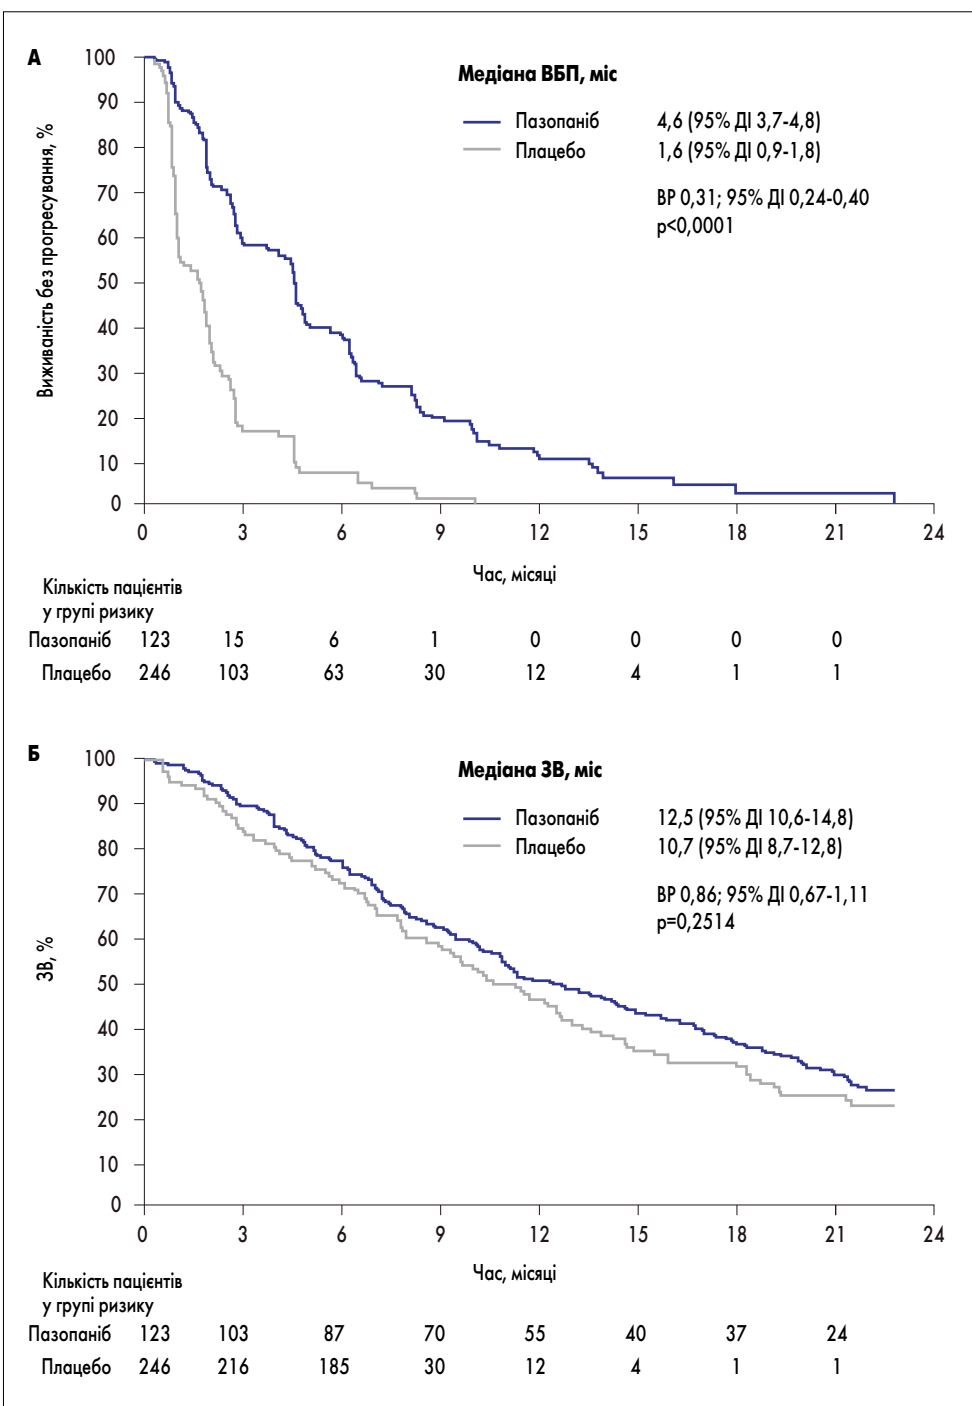 А
Медіана ВБП, міс
Пазопаніб 4,6 (95% ДІ 3,7-4,8)
Плацебо 1,6 (95% ДІ 0,9-1,8)
ВР 0,31; 95% ДІ 0,24-0,40
p<0,0001
Виживаність без прогресування, %
100
90
80
70
60
50
40
30
20
10
0
0 3 6 9 12 15 18 21 24
Час, місяці
Кількість пацієнтів
у групі ризику
Пазопаніб 123 15 6 1 0 0 0 0
Плацебо 246 103 63 30 12 4 1 1
Б
Медіана ЗВ, міс
Пазопаніб 12,5 (95% ДІ 10,6-14,8)
Плацебо 10,7 (95% ДІ 8,7-12,8)
ВР 0,86; 95% ДІ 0,67-1,11
p=0,2514
ЗВ, %
100
90
80
70
60
50
40
30
20
10
0
0 3 6 9 12 15 18 21 24
Час, місяці
Кількість пацієнтів
у групі ризику
Пазопаніб 123 103 87 70 55 40 37 24
Плацебо 246 216 185 30 12 4 1 1